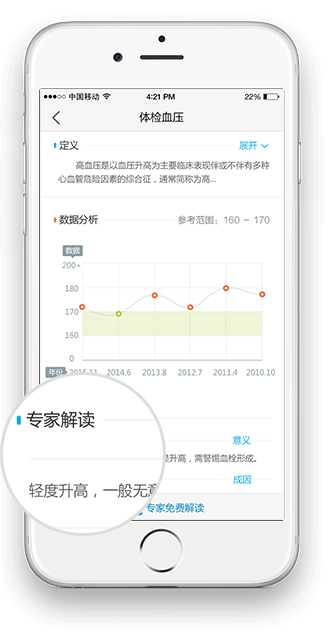 中国移动 4:21 PM 22%
体检血压
定义 展开
高血压是以血压升高为主要临床表现伴或不伴有多种
心血管危险因素的综合征，通常简称为高...
数据分析 参考范围：160 ~ 170
数据
200+
180
170
160
0
年份 2014.6 2013.8 2012.7 2011.4 2010.10
专家解读
意义
升高，需警惕血栓形成。
轻度升高，一般无意
成因
专家免费解读